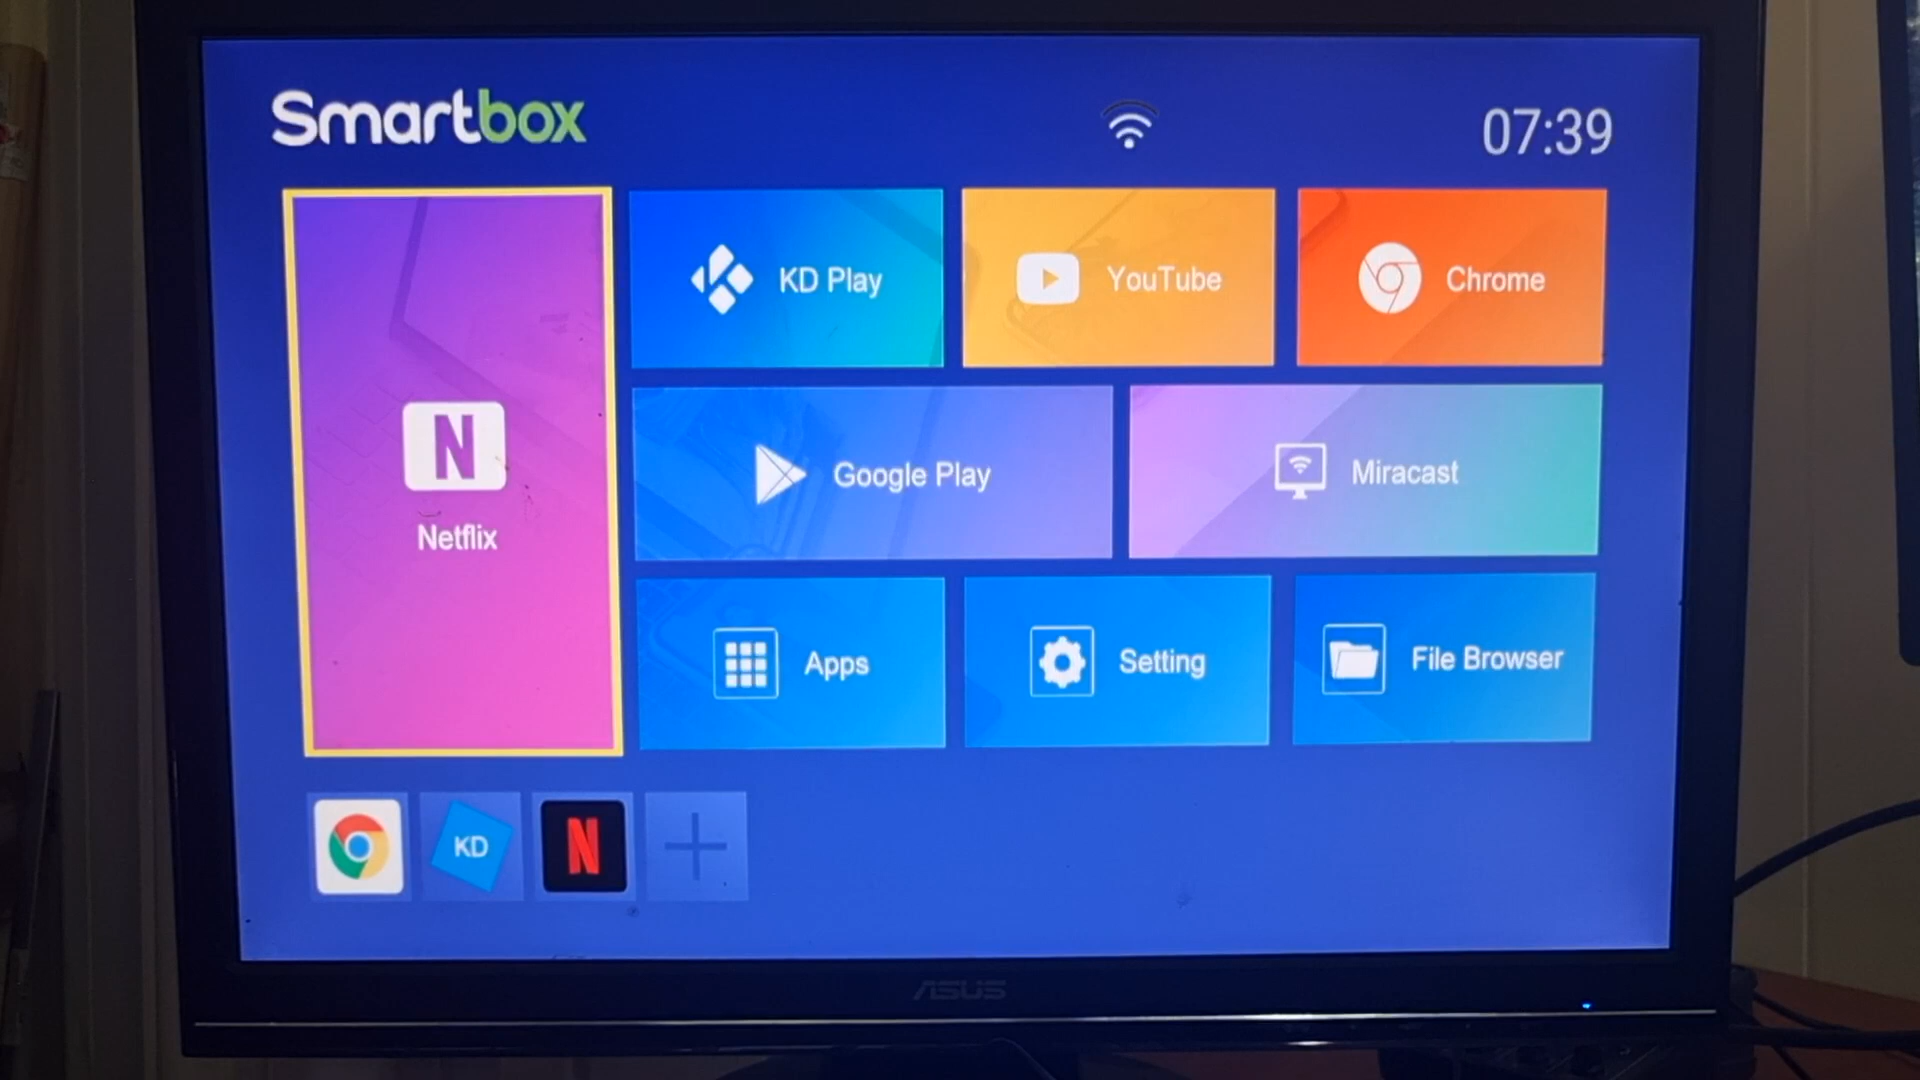 Smartbox
07:39
N
Netflix
KD Play
YouTube
Chrome
Google Play
Miracast
Apps
Setting
File Browser
KD
N
ASUS